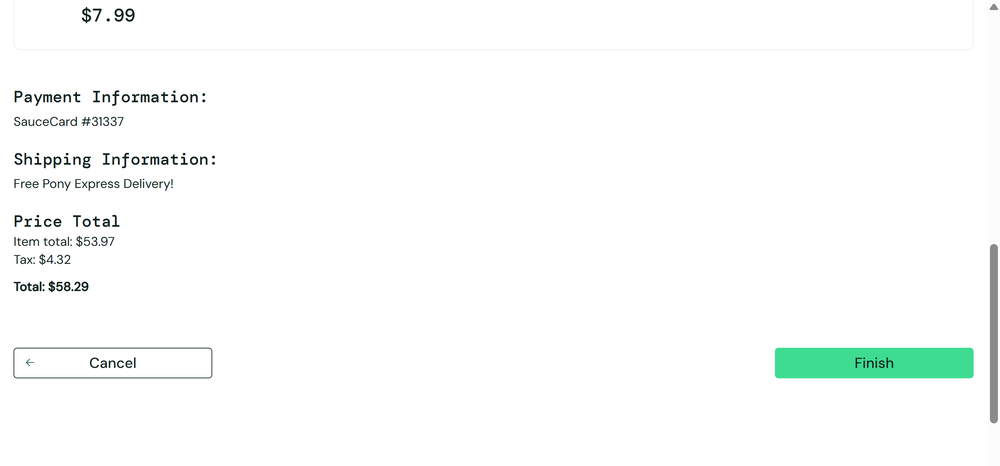 $7.99
Payment Information:
SauceCard #31337
Shipping Information:
Free Pony Express Delivery!
Price Total
Item total: $53.97
Tax: $4.32
Total: $58.29
Cancel
Finish